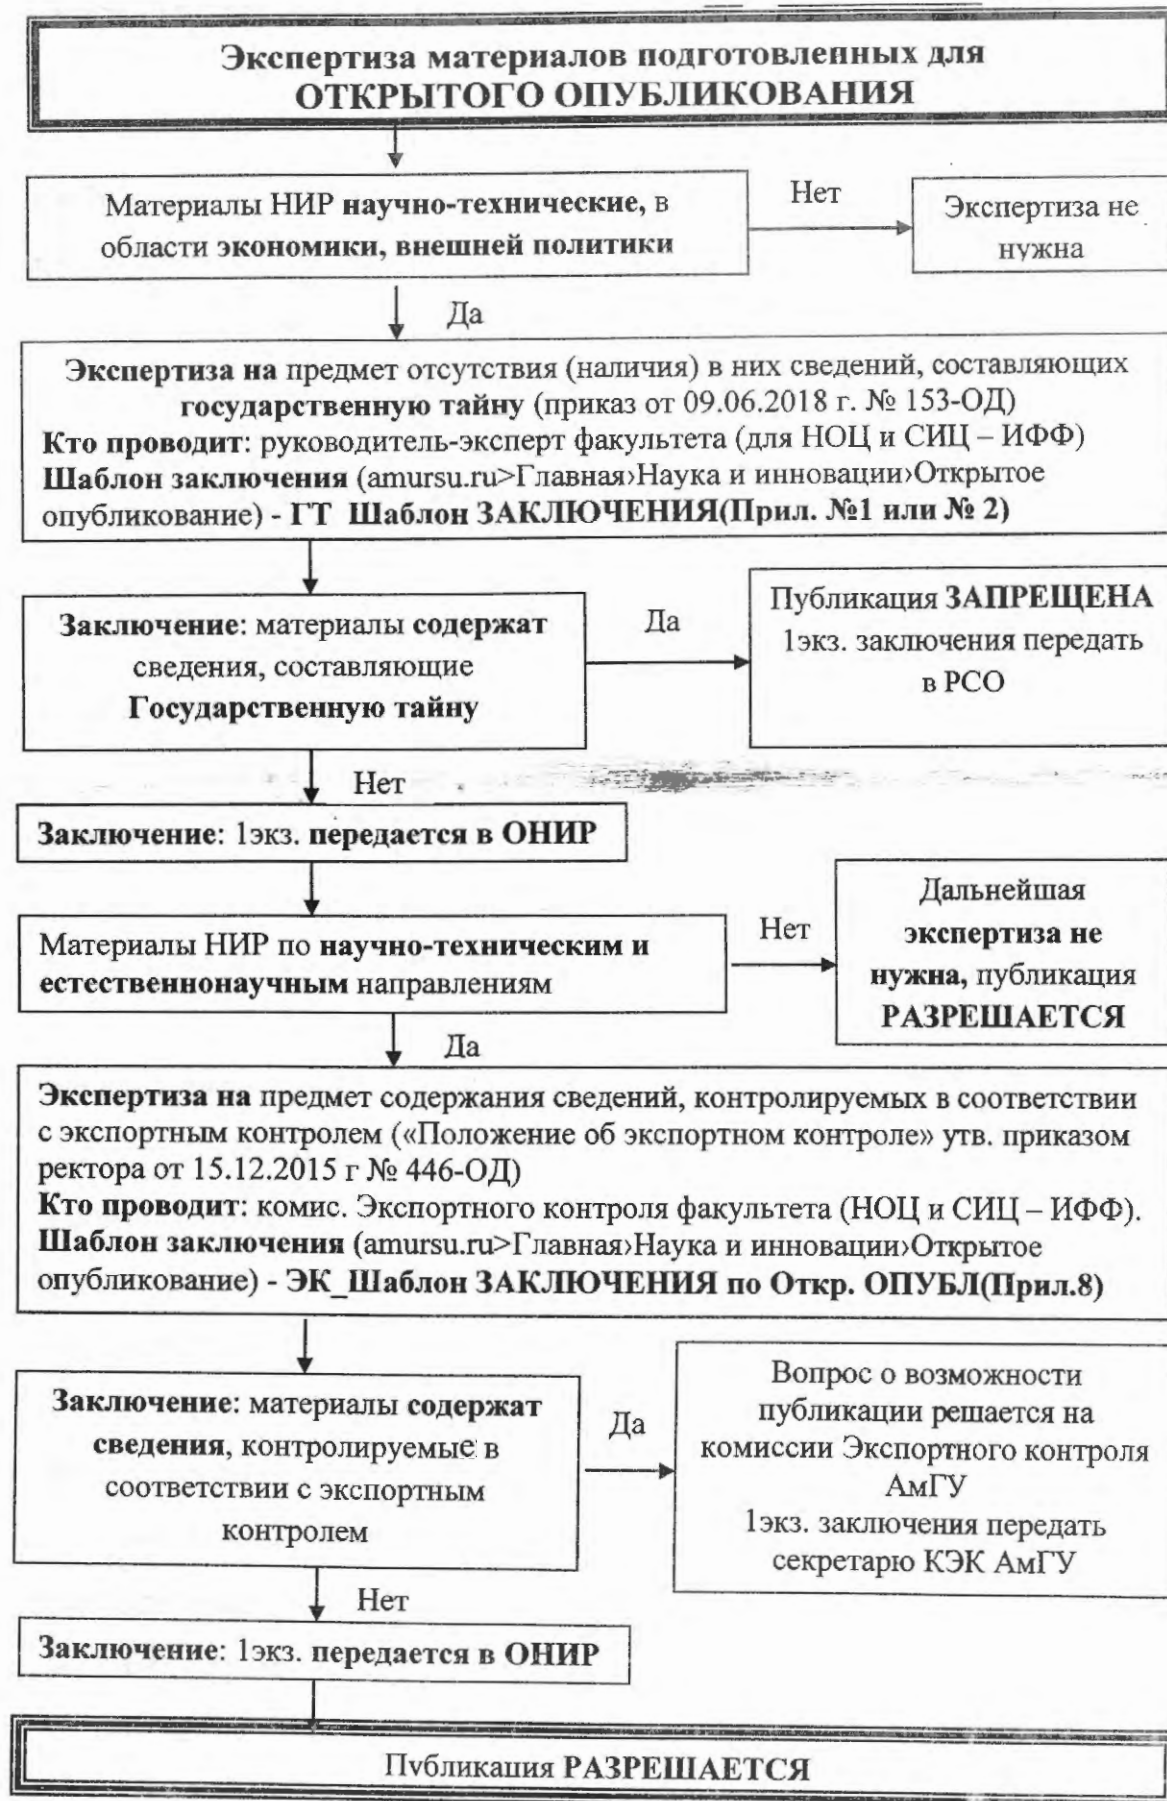 Экспертиза материалов подготовленных для
ОТКРЫТОГО ОПУБЛИКОВАНИЯ
Материалы НИР научно-технические, в
области экономики, внешней политики
Нет
Экспертиза не
нужна
Да
Экспертиза на предмет отсутствия (наличия) в них сведений, составляющих
государственную тайну (приказ от 09.06.2018 г. № 153-ОД)
Кто проводит: руководитель-эксперт факультета (для НОЦ и СИЦ – ИФФ)
Шаблон заключения (amursu.ru>Главная>Наука и инновации>Открытое
опубликование) - ГТ_Шаблон ЗАКЛЮЧЕНИЯ(Прил. №1 или № 2)
Заключение: материалы содержат
сведения, составляющие
Государственную тайну
Да
Публикация ЗАПРЕЩЕНА
1экз. заключения передать
в РСО
Нет
Заключение: 1экз. передается в ОНИР
Материалы НИР по научно-техническим и
естественнонаучным направлениям
Нет
Дальнейшая
экспертиза не
нужна, публикация
РАЗРЕШАЕТСЯ
Да
Экспертиза на предмет содержания сведений, контролируемых в соответствии
с экспортным контролем («Положение об экспортном контроле» утв. приказом
ректора от 15.12.2015 г № 446-ОД)
Кто проводит: комис. Экспортного контроля факультета (НОЦ и СИЦ – ИФФ).
Шаблон заключения (amursu.ru>Главная>Наука и инновации>Открытое
опубликование) - ЭК_Шаблон ЗАКЛЮЧЕНИЯ по Откр. ОПУБЛ(Прил.8)
Заключение: материалы содержат
сведения, контролируемые в
соответствии с экспортным
контролем
Да
Вопрос о возможности
публикации решается на
комиссии Экспортного контроля
АмГУ
1экз. заключения передать
секретарю КЭК АмГУ
Нет
Заключение: 1экз. передается в ОНИР
Публикация РАЗРЕШАЕТСЯ